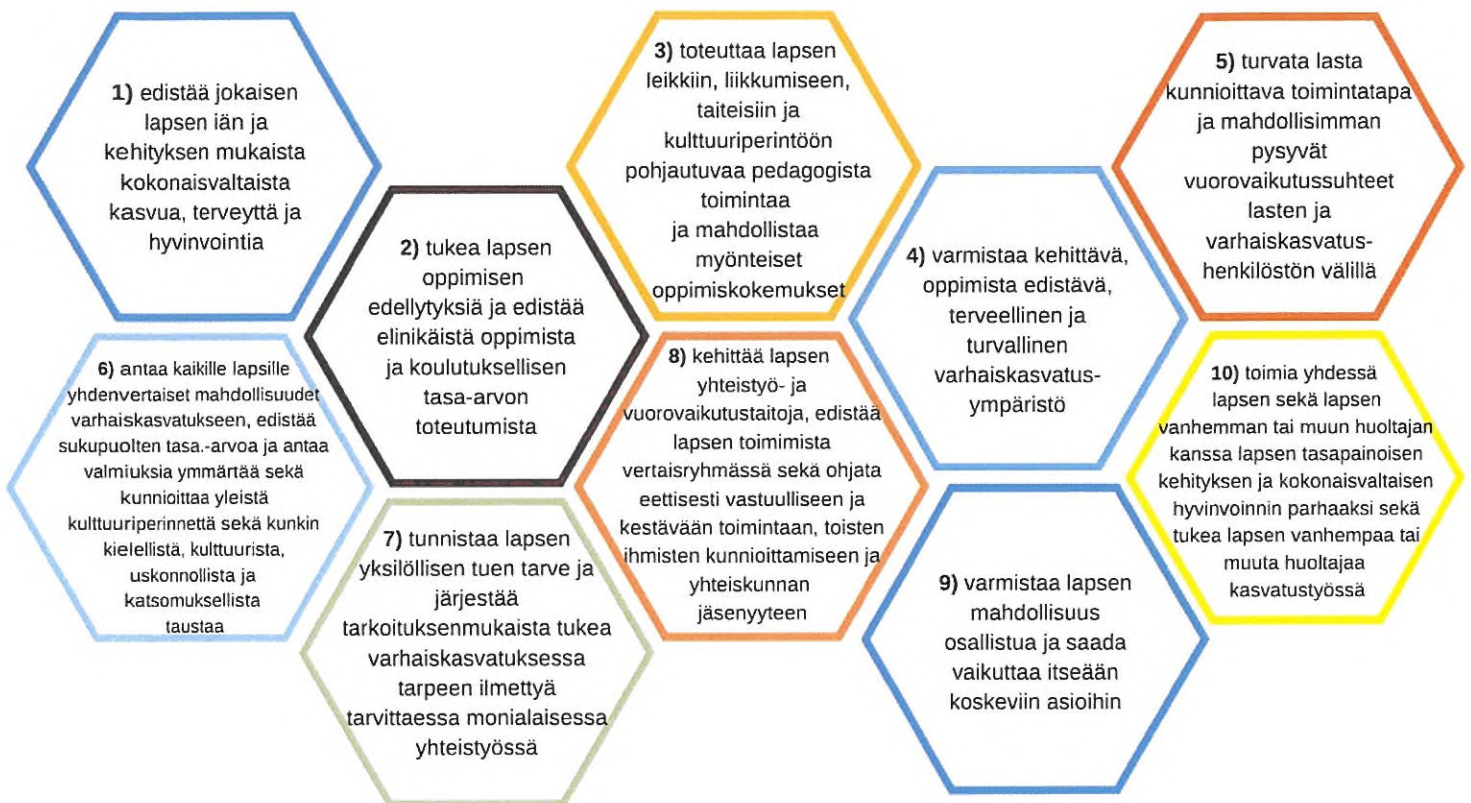 1) edistää jokaisen
lapsen iän ja
kehityksen mukaista
kokonaisvaltaista
kasvua, terveyttä ja
hyvinvointia
2) tukea lapsen
oppimisen
edellytyksiä ja edistää
elinikäistä oppimista
ja koulutuksellisen
tasa-arvon
toteutumista
3) toteuttaa lapsen
leikkiin, liikkumiseen,
taiteisiin ja
kulttuuriperintöön
pohjautuvaa pedagogista
toimintaa
ja mahdollistaa
myönteiset
oppimiskokemukset
4) varmistaa kehittävä,
oppimista edistävä,
terveellinen ja
turvallinen
varhaiskasvatus-
ympäristö
5) turvata lasta
kunnioittava toimintatapa
ja mahdollisimman
pysyvät
vuorovaikutussuhteet
lasten ja
varhaiskasvatus-
henkilöstön välillä
6) antaa kaikille lapsille
yhdenvertaiset mahdollisuudet
varhaiskasvatukseen, edistää
sukupuolten tasa.-arvoa ja antaa
valmiuksia ymmärtää sekä
kunnioittaa yleistä
kulttuuriperinnettä sekä kunkin
kielellistä, kulttuurista,
uskonnollista ja
katsomuksellista
taustaa
7) tunnistaa lapsen
yksilöllisen tuen tarve ja
järjestää
tarkoituksenmukaista tukea
varhaiskasvatuksessa
tarpeen ilmettyä
tarvittaessa monialaisessa
yhteistyössä
8) kehittää lapsen
yhteistyö- ja
vuorovaikutustaitoja, edistää
lapsen toimimista
vertaisryhmässä sekä ohjata
eettisesti vastuulliseen ja
kestävään toimintaan, toisten
ihmisten kunnioittamiseen ja
yhteiskunnan
jäsenyyteen
9) varmistaa lapsen
mahdollisuus
osallistua ja saada
vaikuttaa itseään
koskeviin asioihin
10) toimia yhdessä
lapsen sekä lapsen
vanhemman tai muun huoltajan
kanssa lapsen tasapainoisen
kehityksen ja kokonaisvaltaisen
hyvinvoinnin parhaaksi sekä
tukea lapsen vanhempaa tai
muuta huoltajaa
kasvatustyössä